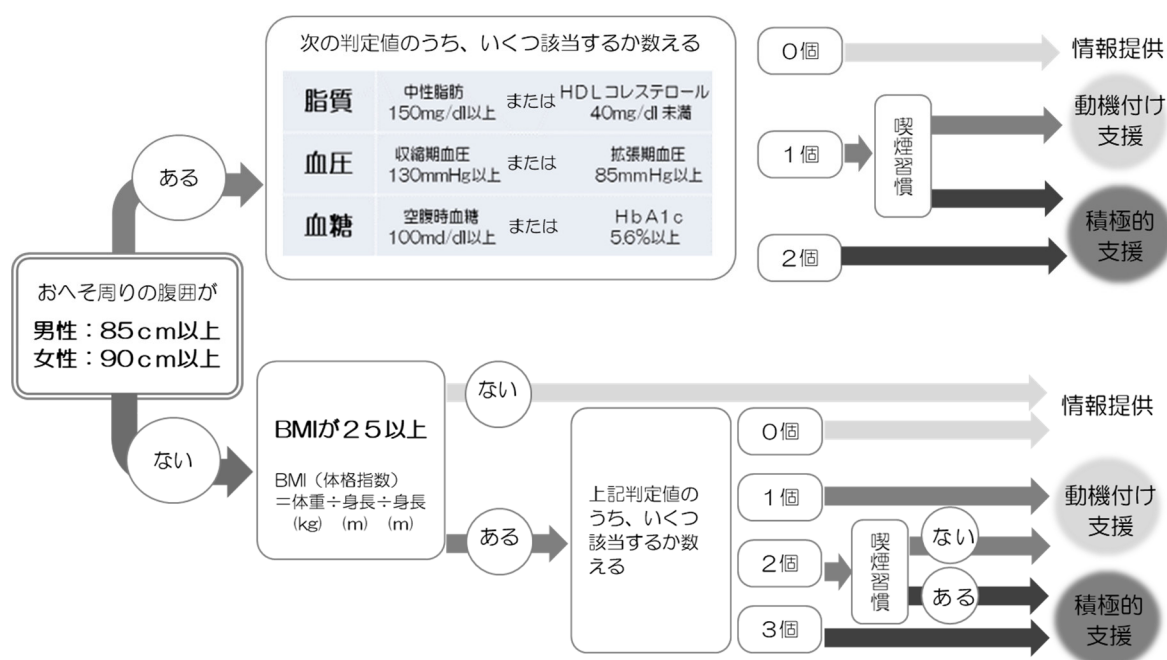 次の判定値のうち、いくつ該当するか数える
脂質
中性脂肪
150mg/dl以上
または
HDLコレステロール
40mg/dl 未満
血圧
収縮期血圧
130mmHg以上
または
拡張期血圧
85mmHg以上
血糖
空腹時血糖
100md/dl以上
または
HbA1c
5.6%以上
0個
情報提供
1個
喫煙習慣
動機付け
支援
2個
積極的
支援
ある
おへそ周りの腹囲が
男性：85cm以上
女性：90cm以上
ない
BMIが25以上
BMI（体格指数）
＝体重÷身長÷身長
(kg) (m) (m)
ない
ある
上記判定値の
うち、いくつ
該当するか数
える
0個
情報提供
1個
動機付け
支援
2個
喫煙習慣
ない
ある
3個
積極的
支援